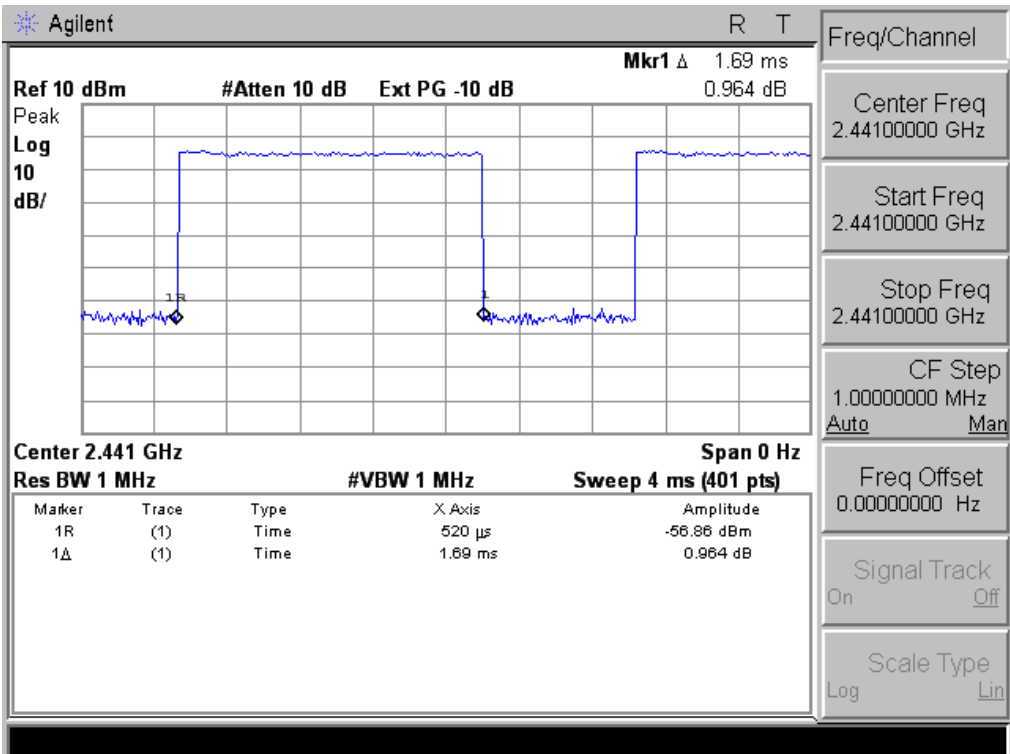 Agilent R T
Mkr1 Δ 1.69 ms
Ref 10 dBm #Atten 10 dB Ext PG -10 dB 0.964 dB
Peak
Log
10
dB/
1R
1
Center 2.441 GHz Span 0 Hz
Res BW 1 MHz #VBW 1 MHz Sweep 4 ms (401 pts)
Marker Trace Type X Axis Amplitude
1R (1) Time 520 µs -56.86 dBm
1Δ (1) Time 1.69 ms 0.964 dB
Freq/Channel
Center Freq
2.44100000 GHz
Start Freq
2.44100000 GHz
Stop Freq
2.44100000 GHz
CF Step
1.00000000 MHz
Auto Man
Freq Offset
0.00000000 Hz
Signal Track
On Off
Scale Type
Log Lin